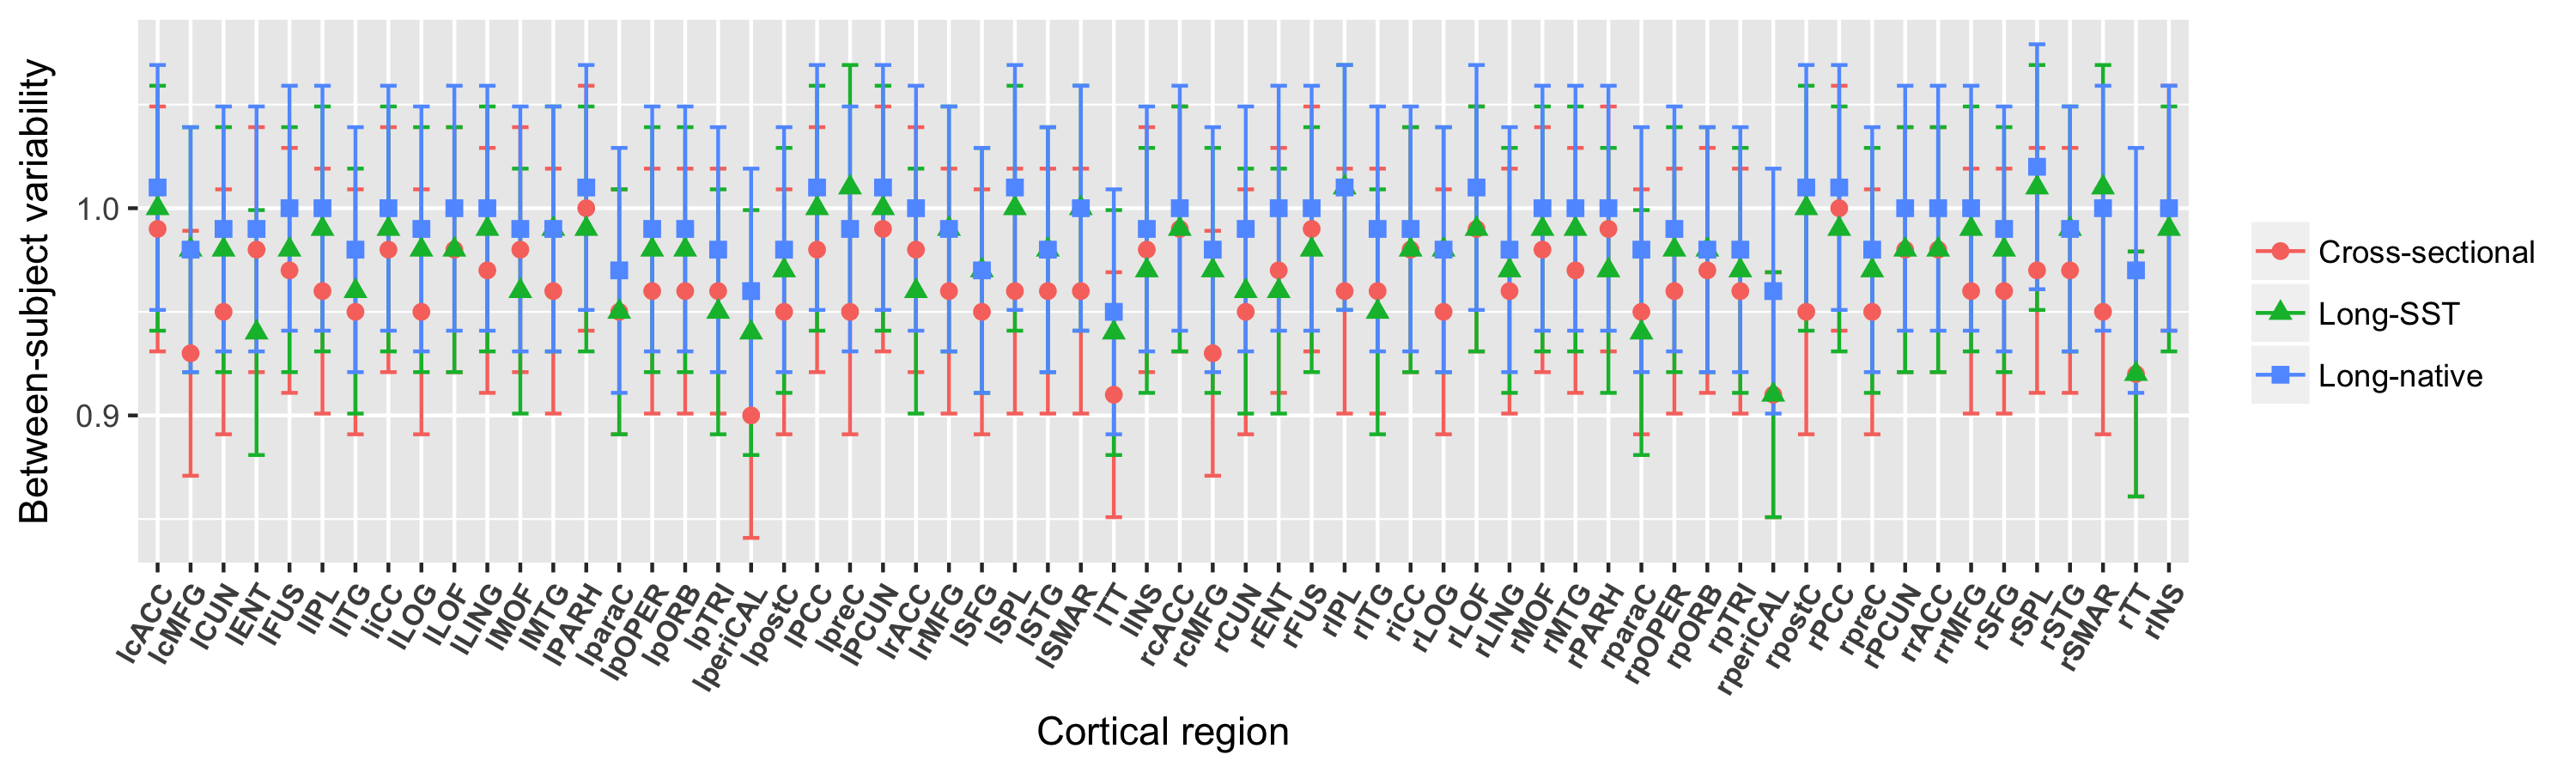 Between-subject variability
1.0
0.9
lcACC
lcMFG
lCUN
lENT
lFUS
lIPL
lITG
liCC
lLOG
lLOF
lLING
lMOF
lMTG
lPARH
lparaC
lpOPER
lpORB
lpTRI
lperiCAL
lpostC
lPCC
lpreC
lPCUN
lrACC
lrMFG
lSFG
lSPL
lSTG
lSMAR
lTT
lINS
rcACC
rcMFG
rCUN
rENT
rFUS
rIPL
rITG
riCC
rLOG
rLOF
rLING
rMOF
rMTG
rPARH
rparaC
rpOPER
rpORB
rpTRI
rperiCAL
rpostC
rPCC
rpreC
rPCUN
rrACC
rrMFG
rSFG
rSPL
rSTG
rSMAR
rTT
rINS
Cortical region
Cross-sectional
Long-SST
Long-native